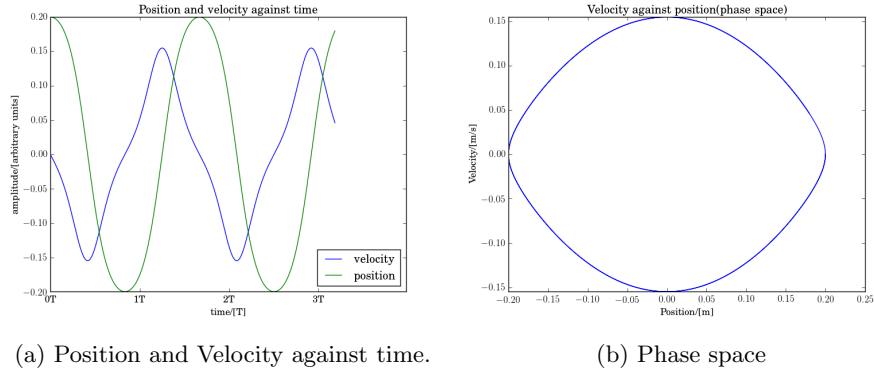 Position and velocity against time
0.20
0.15
0.10
0.05
0.00
−0.05
−0.10
−0.15
−0.20
amplitude/[arbitrery units]
0T
1T
2T
3T
time/[T]
velocity
position
(a) Position and Velocity against time.
Velocity against position(phase space)
0.15
0.10
0.05
0.00
−0.05
−0.10
−0.15
Velocity/[m/s]
−0.20
−0.15
−0.10
−0.05
0.00
0.05
0.10
0.15
0.20
0.25
Position/[m]
(b) Phase space